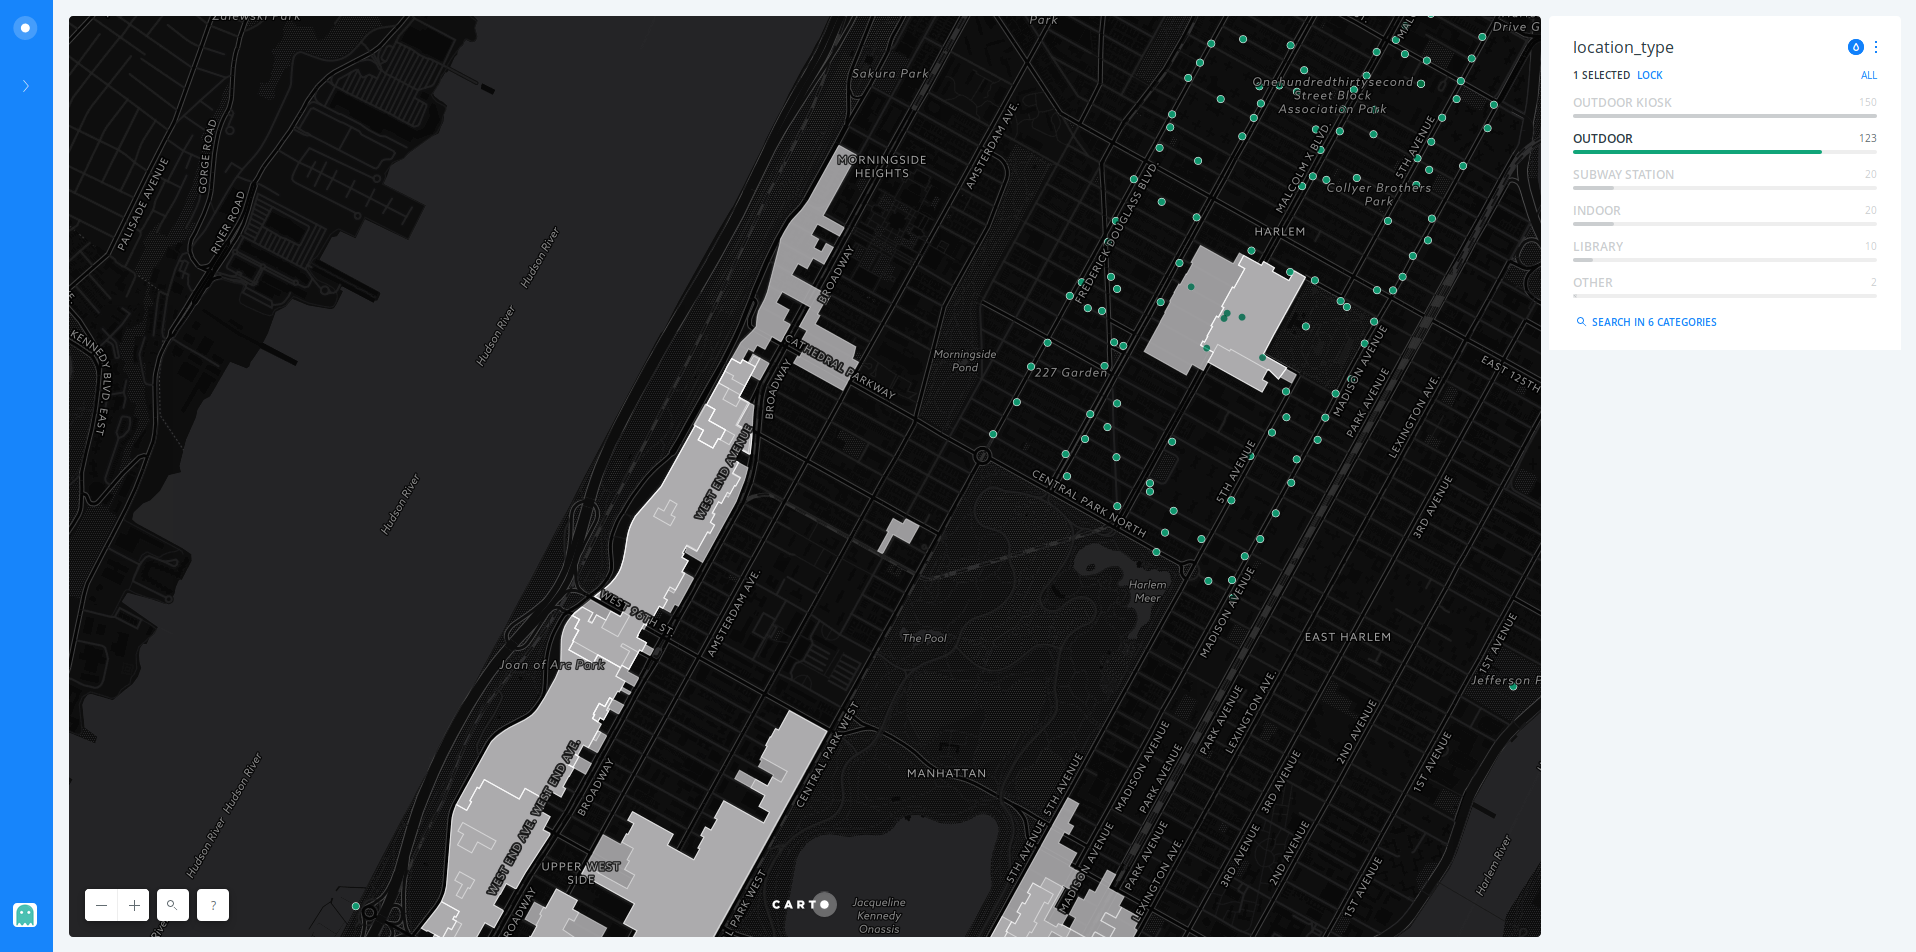 Zalewski Park
Park
Drive G
MAL
Sakura Park
Onehundredthirtysecond
Street Block
Association Park
GORGE ROAD
PALISADE AVENUE
RIVER ROAD
AMSTERDAM AVE.
MORNINGSIDE
HEIGHTS
MALCOLM X BLVD.
5TH AVENUE
Collyer Brothers
Park
FREDERICK DOUGLASS BLVD.
HARLEM
Hudson River
BROADWAY
Hudson River
KENNEDY BLVD. EAST
CATHEDRAL PARKWAY
Morningside
Pond
227 Garden
MADISON AVENUE
PARK AVENUE
EAST 125TH
LEXINGTON AVE.
BROADWAY
WEST END AVENUE
Hudson River
CENTRAL PARK NORTH
5TH AVENUE
3RD AVENUE
WEST 96TH ST.
AMSTERDAM AVE.
Harlem
Meer
MADISON AVENUE
The Pool
EAST HARLEM
1ST AVENUE
Joan of Arc Park
Jefferson P
PARK AVENUE
LEXINGTON AVE.
2ND AVENUE
CENTRAL PARK WEST
MANHATTAN
Hudson River
WEST END AVE.
WEST END AVE.
BROADWAY
5TH AVENUE
MADISON AVENUE
PARK AVENUE
3RD AVENUE
1ST AVENUE
Hudson River
UPPER WEST
SIDE
5TH AVENUE
MADISON AVENUE
PARK AVENUE
LEXINGTON AVE.
3RD AVENUE
2ND AVENUE
1ST AVENUE
Harlem River
BROADWAY
L PARK WEST
CARTO
Jacqueline
Kennedy
Onassis
?
location_type
1 SELECTED LOCK ALL
OUTDOOR KIOSK 150
OUTDOOR 123
SUBWAY STATION 20
INDOOR 20
LIBRARY 10
OTHER 2
SEARCH IN 6 CATEGORIES